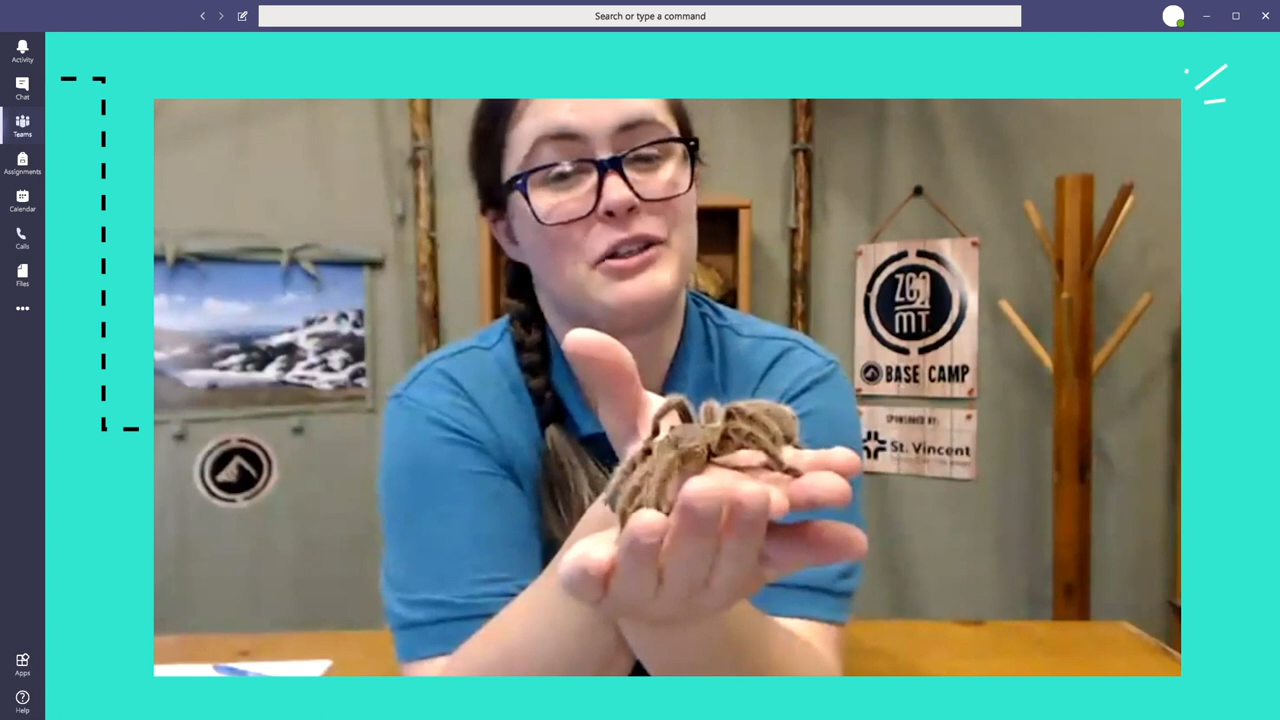 Search or type a command
Activity
Chat
Teams
Assignments
Calendar
Calls
Files
Apps
Help
ZOO
MT
BASE CAMP
SPONSORED BY:
St. Vincent